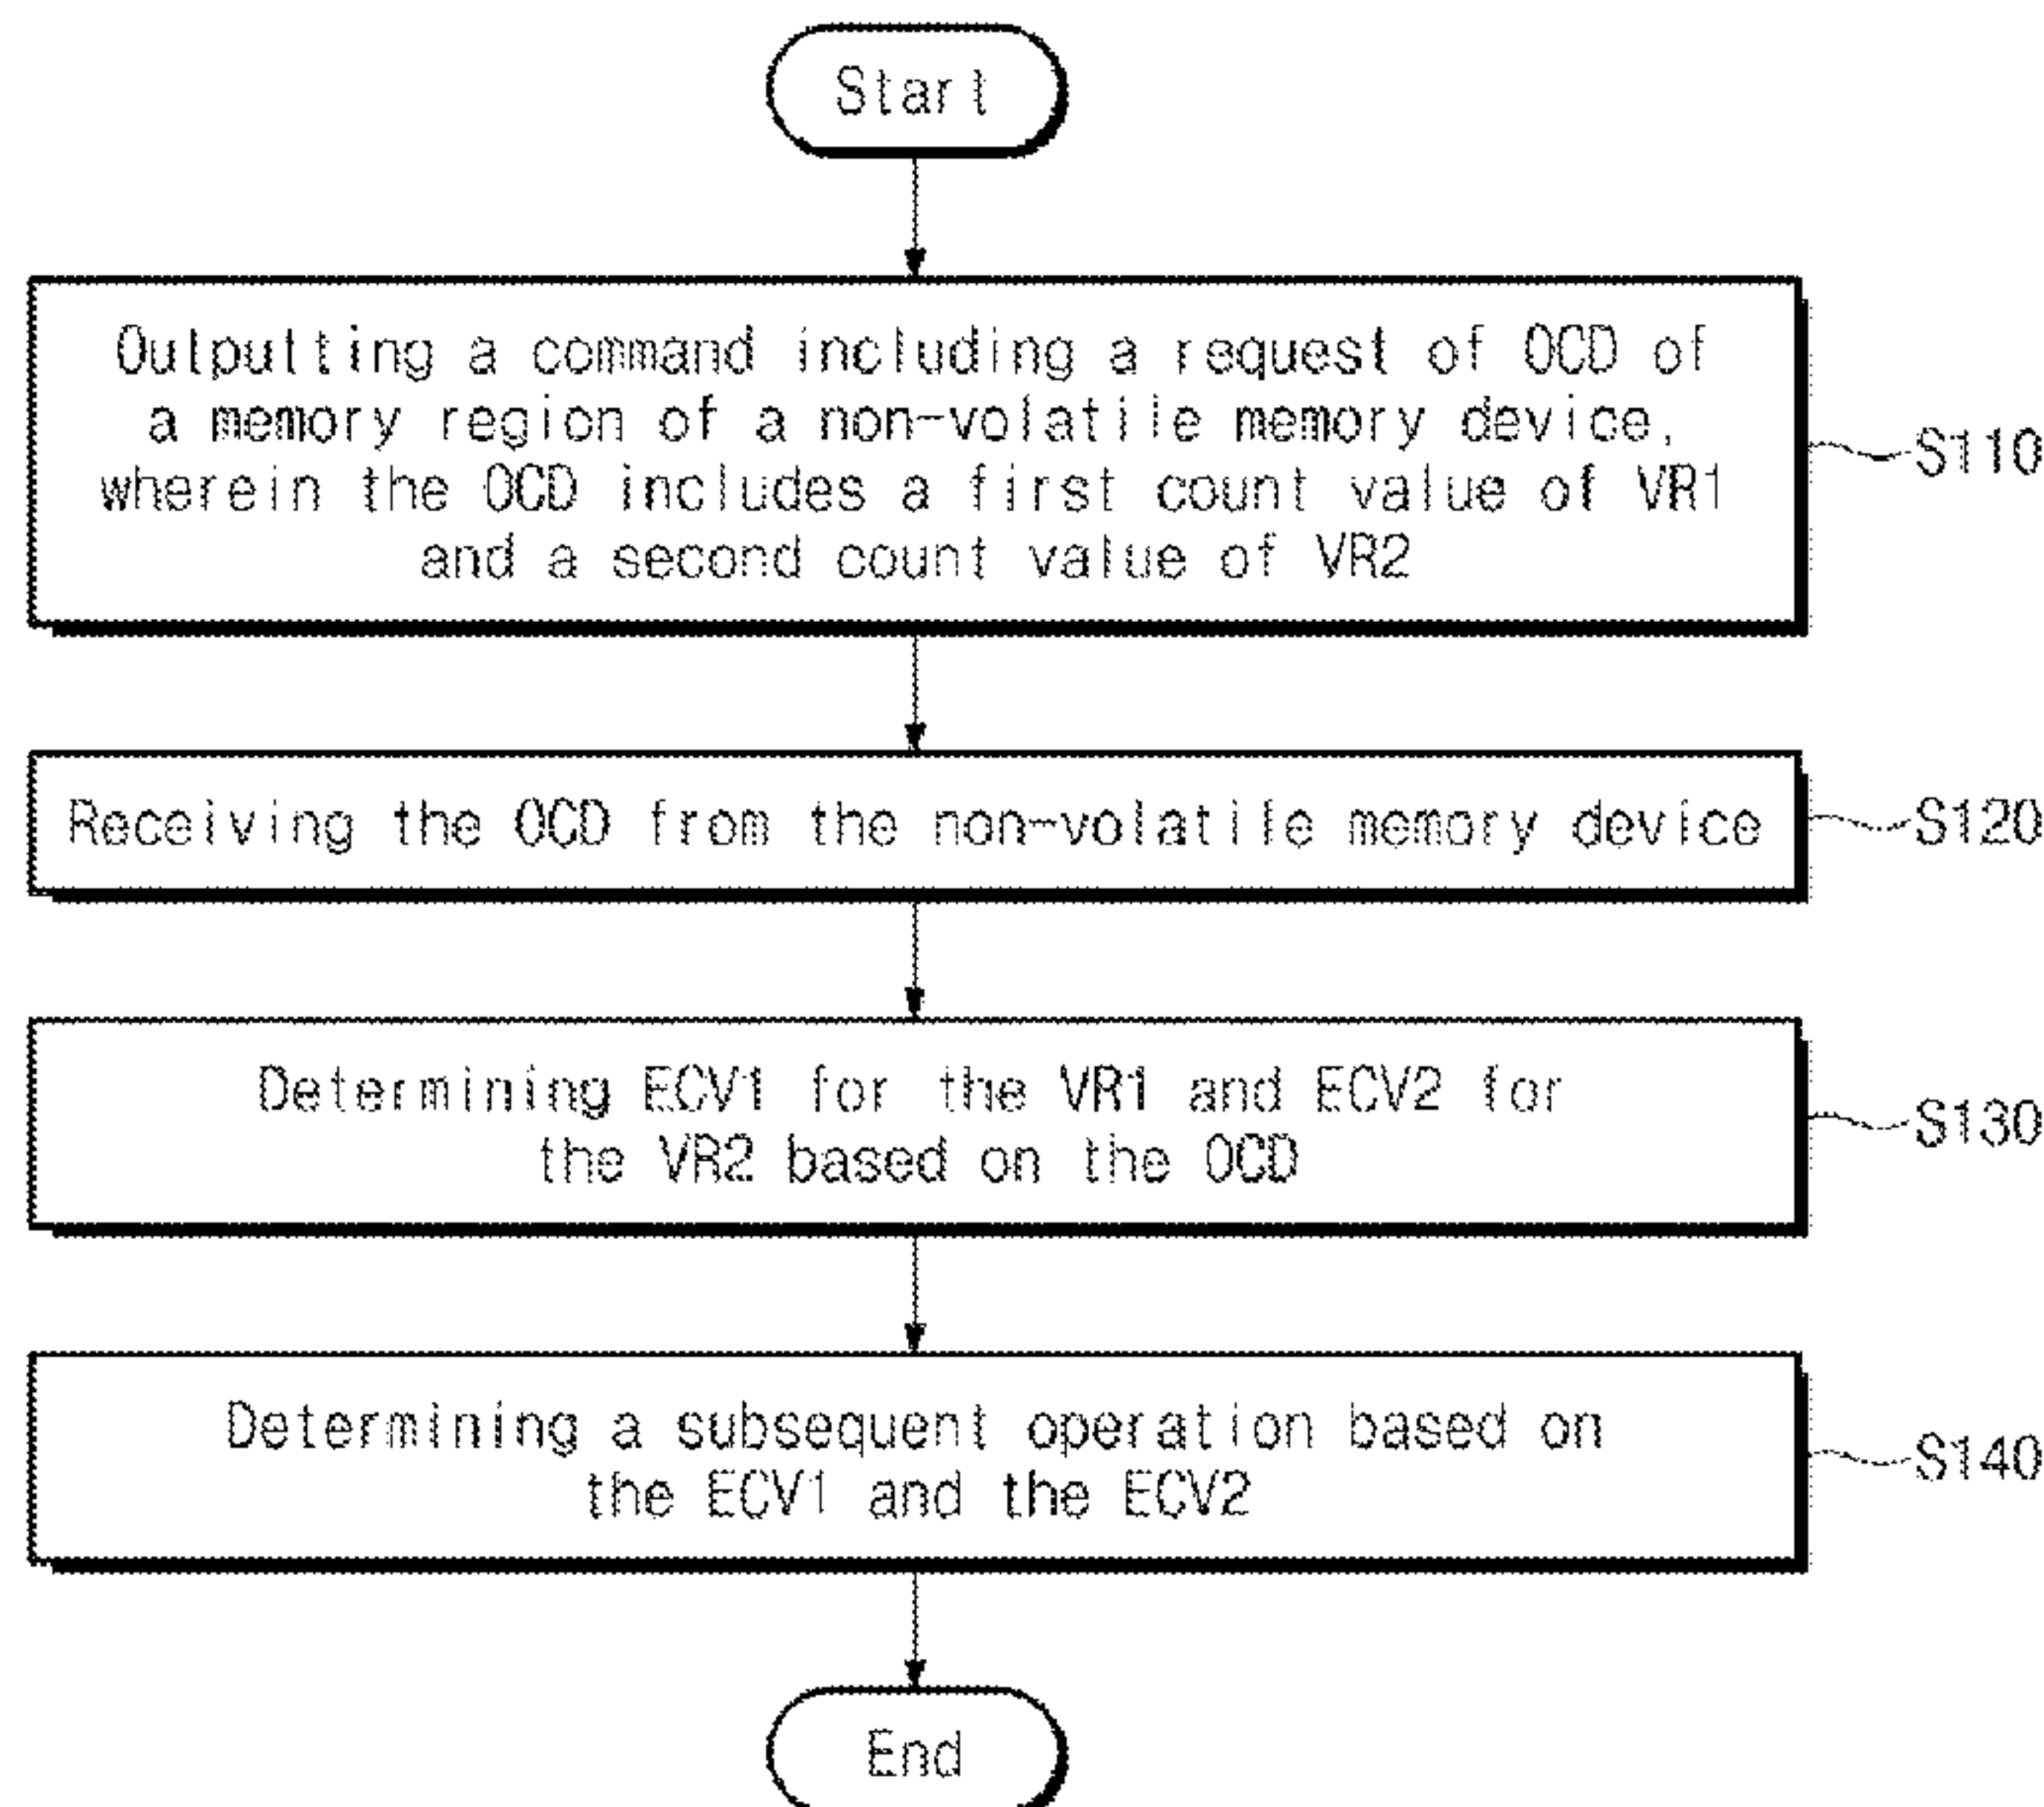 Start
Outputting a command including a request of OCD of
a memory region of a non-volatile memory device,
wherein the OCD includes a first count value of VR1
and a second count value of VR2
S110
Receiving the OCD from the non-volatile memory device
S120
Determining ECV1 for the VR1 and ECV2 for
the VR2 based on the OCD
S130
Determining a subsequent operation based on
the ECV1 and the ECV2
S140
End